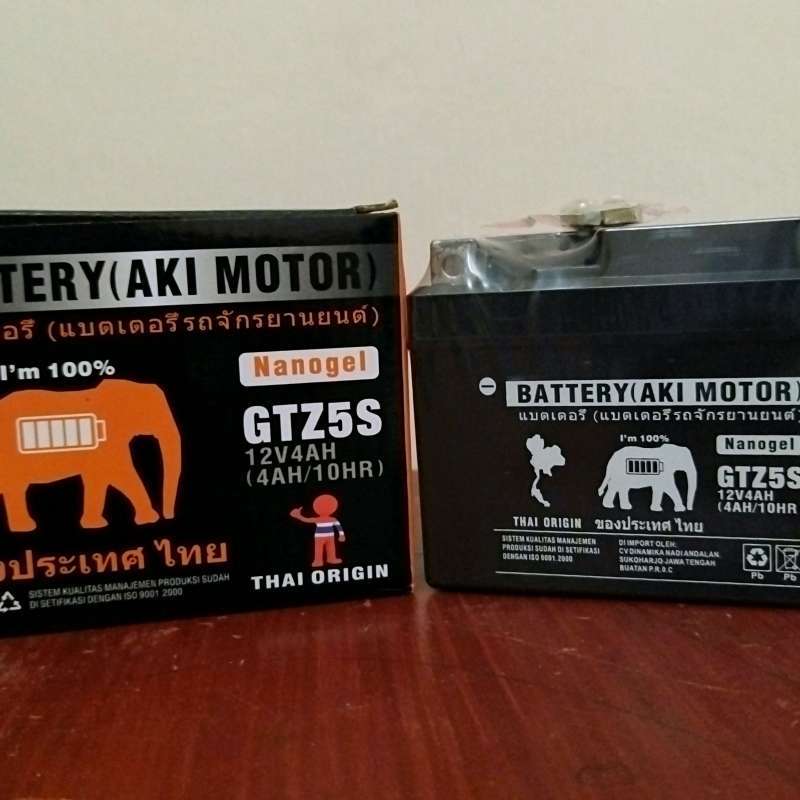 TERY(AKI MOTOR)
อรี (แบตเตอรีรถจักรยานยนต์)
I'm 100%
Nanogel
GTZ5S
12V4AH
(4AH/10HR)
งประเทศ ไทย
THAI ORIGIN
SISTEM KUALITAS MANAJEMEN PRODUKSI SUDAH
DI SETIFIKASI DENGAN ISO 9001 2000
BATTERY(AKI MOTOR)
แบตเตอรี (แบตเตอรีรถจักรยานยนต์)
I'm 100%
Nanogel
GTZ5S
12V4AH
(4AH/10HR
THAI ORIGIN ของประเทศ ไทย
SISTEM KUALITAS MANAJEMEN
PRODUKSI SUDAH DI SETIFIKASI
DENGAN ISO 9001.2000
DI IMPORT OLEH:
CV DINAMIKA NADI ANDALAN.
SUKOHARJO JAWA TENGAH
BUATAN P.R.O.C
Pb
Pb